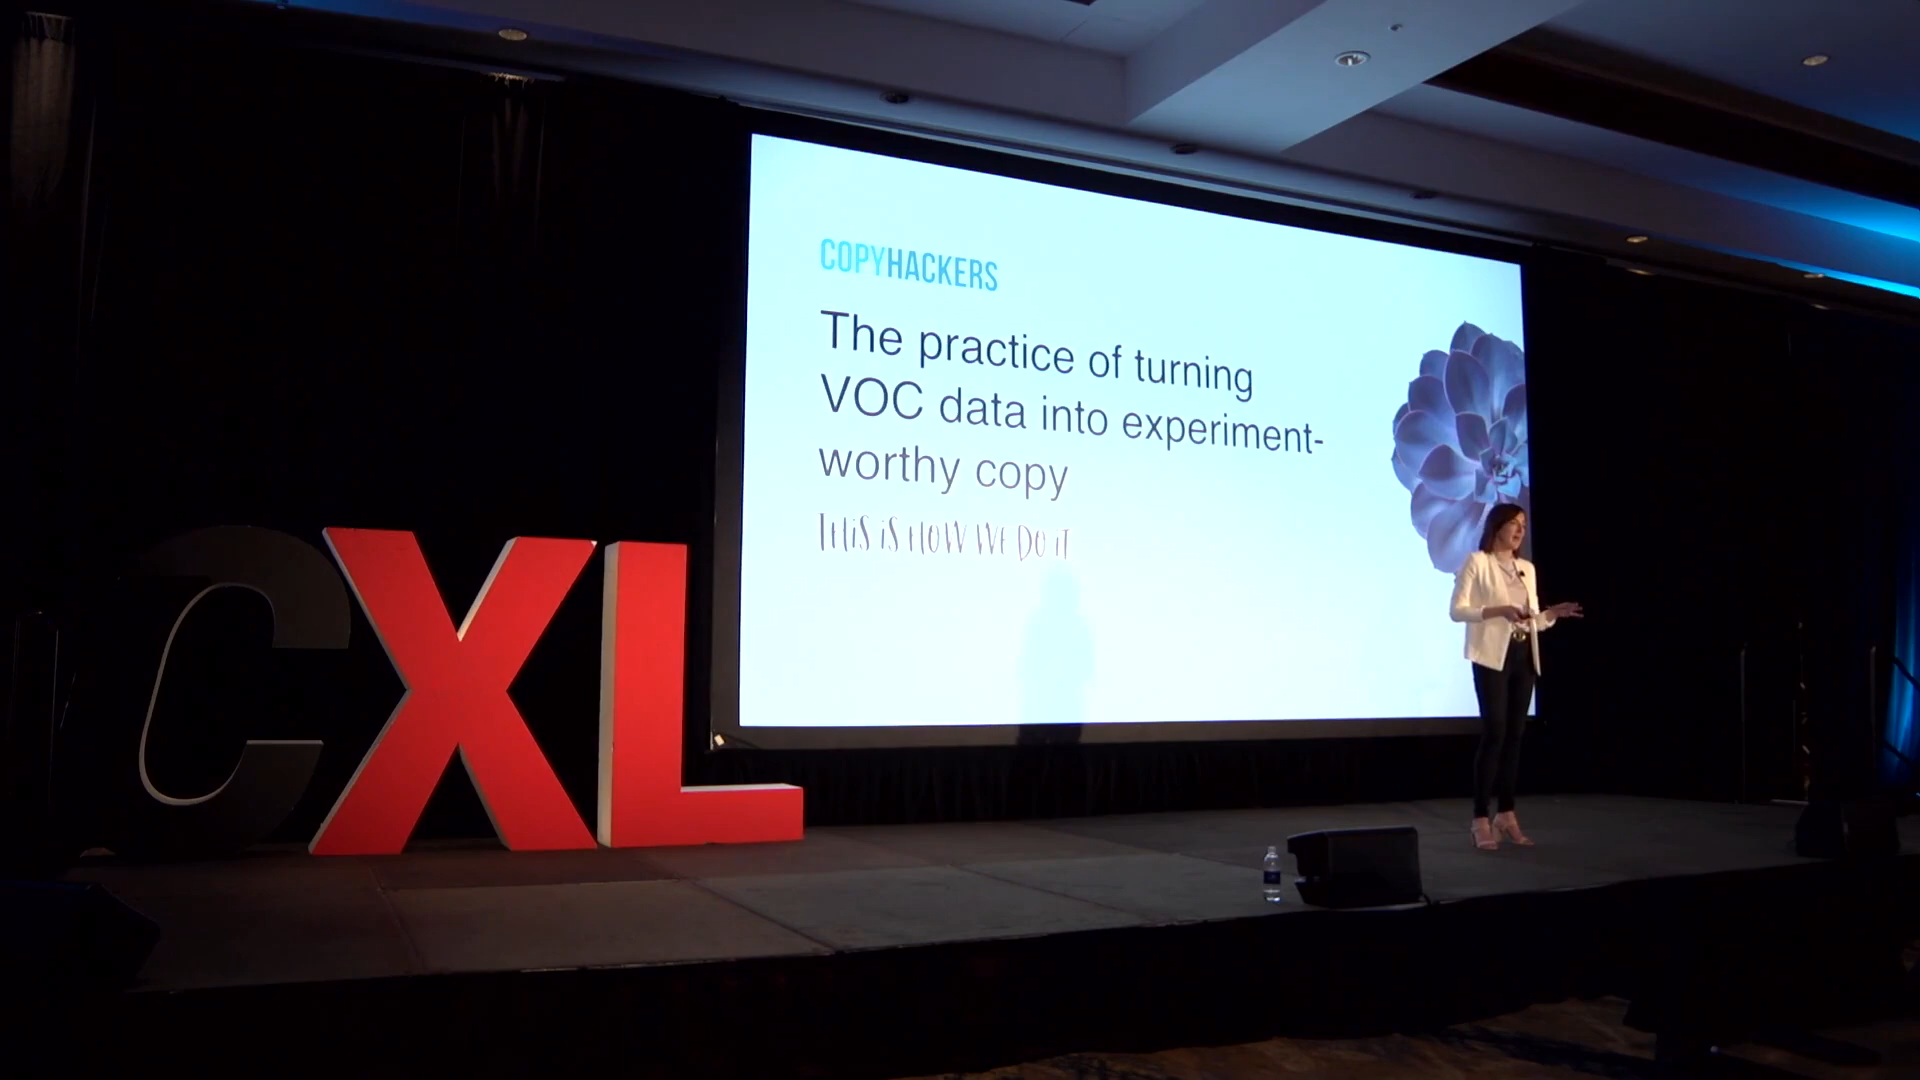 COPYHACKERS
The practice of turning
VOC data into experiment-
worthy copy
THiS iS HOW WE DO iT
CXL